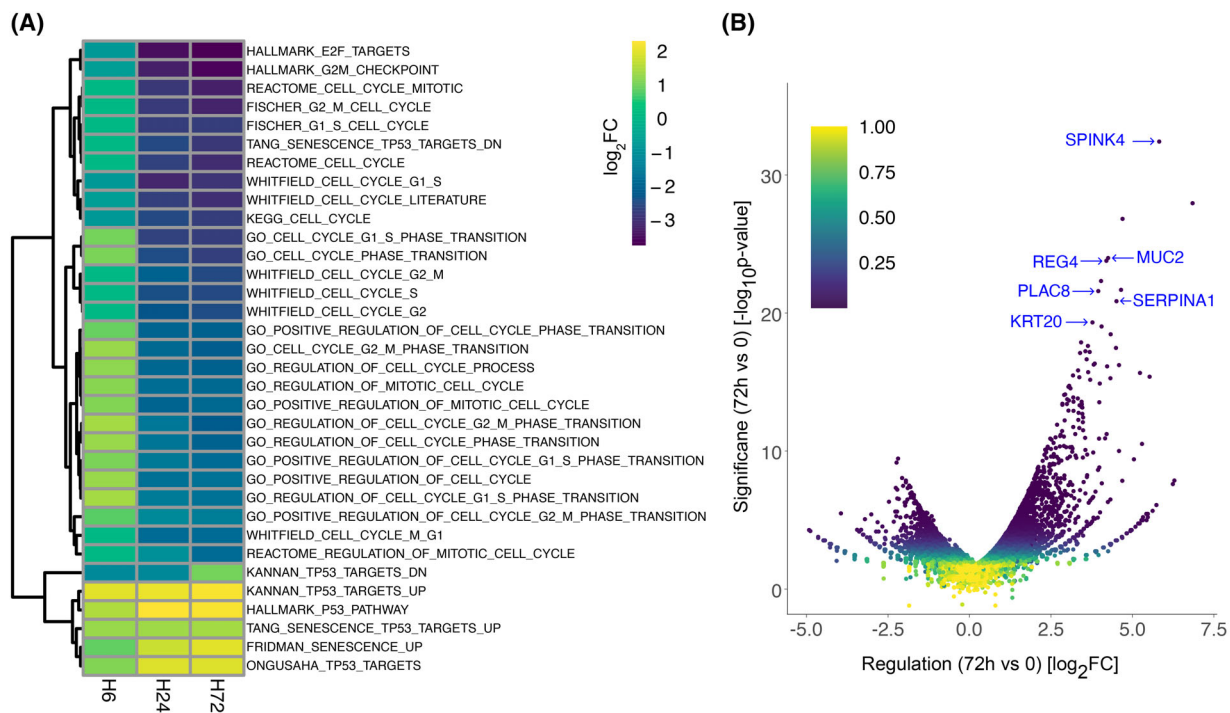 (A)
HALLMARK_E2F_TARGETS
HALLMARK_G2M_CHECKPOINT
REACTOME_CELL_CYCLE_MITOTIC
FISCHER_G2_M_CELL_CYCLE
FISCHER_G1_S_CELL_CYCLE
TANG_SENESCENCE_TP53_TARGETS_DN
REACTOME_CELL_CYCLE
WHITFIELD_CELL_CYCLE_G1_S
WHITFIELD_CELL_CYCLE_LITERATURE
KEGG_CELL_CYCLE
GO_CELL_CYCLE_G1_S_PHASE_TRANSITION
GO_CELL_CYCLE_PHASE_TRANSITION
WHITFIELD_CELL_CYCLE_G2_M
WHITFIELD_CELL_CYCLE_S
WHITFIELD_CELL_CYCLE_G2
GO_POSITIVE_REGULATION_OF_CELL_CYCLE_PHASE_TRANSITION
GO_CELL_CYCLE_G2_M_PHASE_TRANSITION
GO_REGULATION_OF_CELL_CYCLE_PROCESS
GO_REGULATION_OF_MITOTIC_CELL_CYCLE
GO_POSITIVE_REGULATION_OF_MITOTIC_CELL_CYCLE
GO_REGULATION_OF_CELL_CYCLE_G2_M_PHASE_TRANSITION
GO_REGULATION_OF_CELL_CYCLE_PHASE_TRANSITION
GO_POSITIVE_REGULATION_OF_CELL_CYCLE_G1_S_PHASE_TRANSITION
GO_POSITIVE_REGULATION_OF_CELL_CYCLE
GO_REGULATION_OF_CELL_CYCLE_G1_S_PHASE_TRANSITION
GO_POSITIVE_REGULATION_OF_CELL_CYCLE_G2_M_PHASE_TRANSITION
WHITFIELD_CELL_CYCLE_M_G1
REACTOME_REGULATION_OF_MITOTIC_CELL_CYCLE
KANNAN_TP53_TARGETS_DN
KANNAN_TP53_TARGETS_UP
HALLMARK_P53_PATHWAY
TANG_SENESCENCE_TP53_TARGETS_UP
FRIDMAN_SENESCENCE_UP
ONGUSAHA_TP53_TARGETS
H6
H24
H72
log2FC
2
1
0
−1
−2
−3
(B)
Significane (72h vs 0) [-log10p-value]
30
20
10
0
1.00
0.75
0.50
0.25
SPINK4
REG4
MUC2
PLAC8
SERPINA1
KRT20
-5.0
-2.5
0.0
2.5
5.0
7.5
Regulation (72h vs 0) [log2FC]